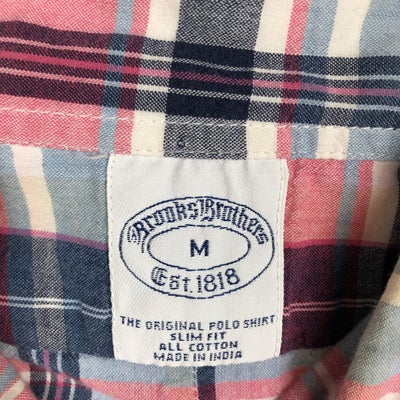 Brooks Brothers
M
Est. 1818
THE ORIGINAL POLO SHIRT
SLIM FIT
ALL COTTON
MADE IN INDIA